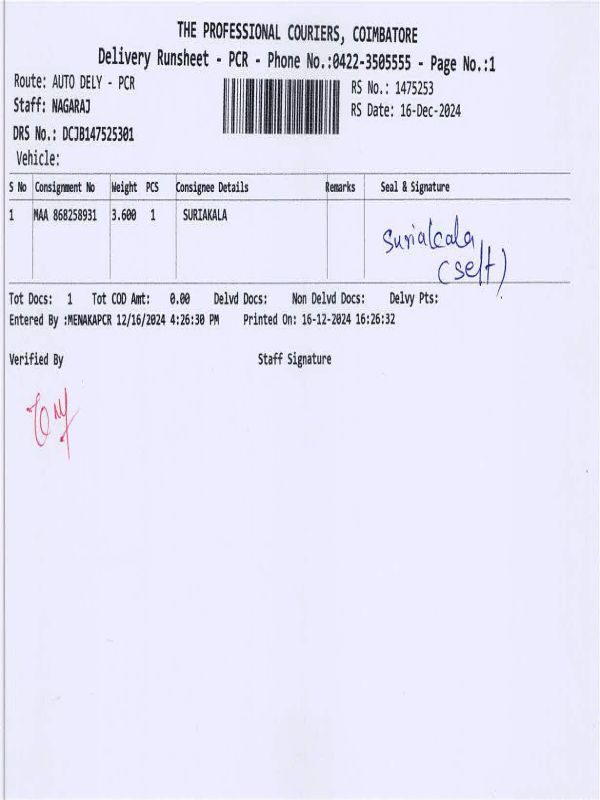 THE PROFESSIONAL COURIERS, COIMBATORE
Delivery Runsheet - PCR - Phone No.:0422-3505555 - Page No.:1
Route: AUTO DELY - PCR
RS No.: 1475253
Staff: NAGARAJ
RS Date: 16-Dec-2024
DRS No.: DCJB147525301
Vehicle:
S No Consignment No Weight PCS Consignee Details Remarks Seal & Signature
1 MAA 868258931 3.600 1 SURIAKALA
Suriakala
(self)
Tot Docs: 1 Tot COD Amt: 0.00 Delvd Docs: Non Delvd Docs: Delvy Pts:
Entered By :MENAKAPCR 12/16/2024 4:26:30 PM Printed On: 16-12-2024 16:26:32
Verified By Staff Signature